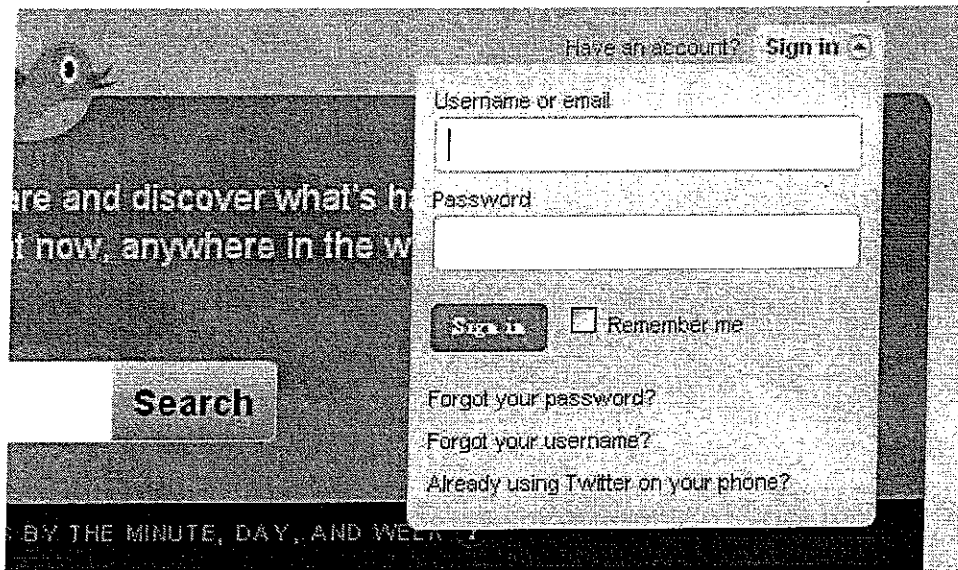 Have an account? Sign in
Username or email
are and discover what's h
Password
t now, anywhere in the w
Sign in
Remember me
Search
Forgot your password?
Forgot your username?
Already using Twitter on your phone?
S BY THE MINUTE, DAY, AND WEEK